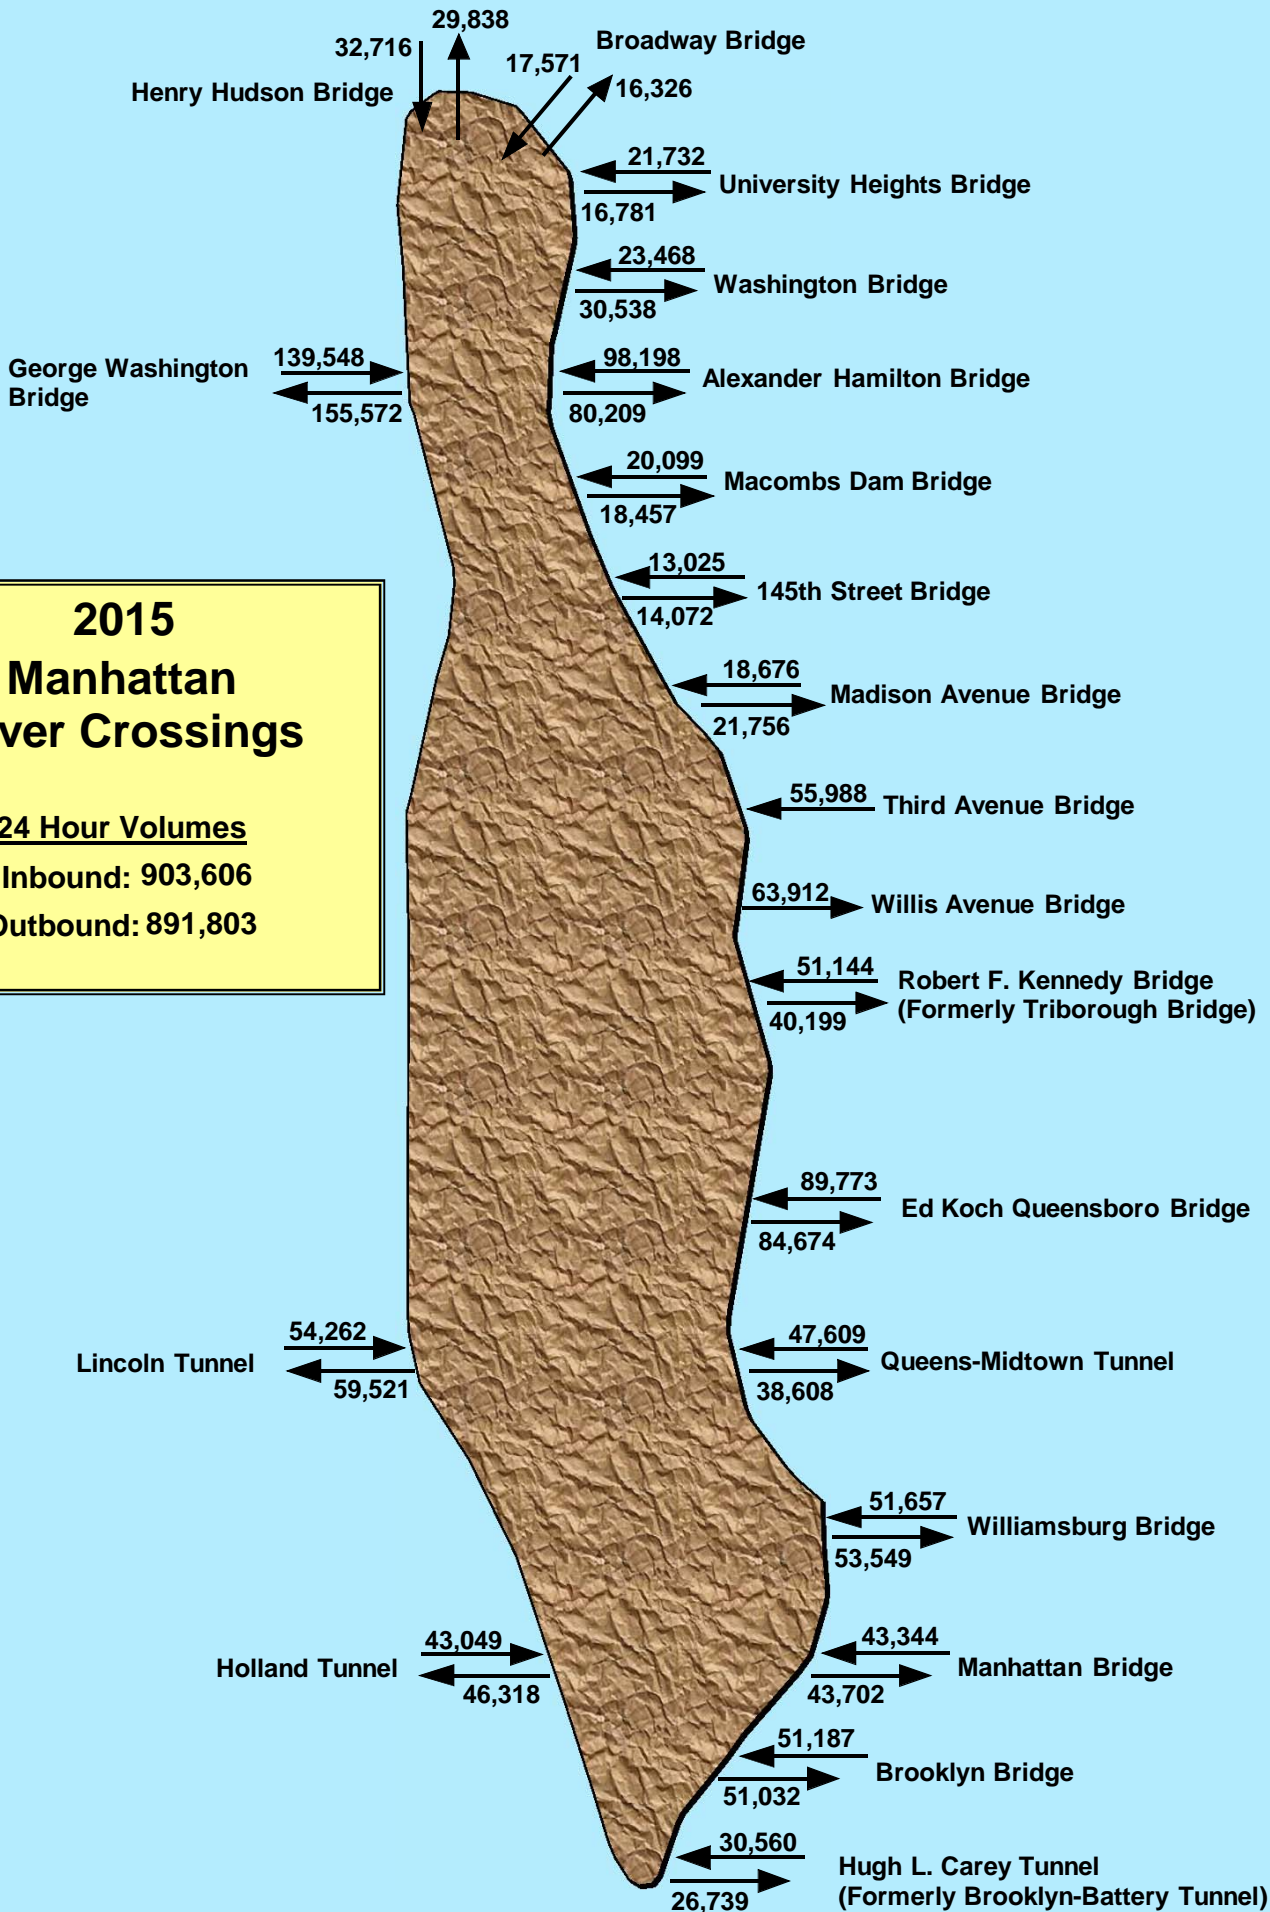 29,838
32,716
Broadway Bridge
17,571
16,326
Henry Hudson Bridge
21,732
University Heights Bridge
16,781
23,468
Washington Bridge
30,538
George Washington
Bridge
139,548
155,572
98,198
Alexander Hamilton Bridge
80,209
20,099
Macombs Dam Bridge
18,457
13,025
145th Street Bridge
14,072
2015
Manhattan
ver Crossings
24 Hour Volumes
Inbound: 903,606
Outbound: 891,803
18,676
Madison Avenue Bridge
21,756
55,988
Third Avenue Bridge
63,912
Willis Avenue Bridge
51,144
Robert F. Kennedy Bridge
(Formerly Triborough Bridge)
40,199
89,773
Ed Koch Queensboro Bridge
84,674
54,262
Lincoln Tunnel
59,521
47,609
Queens-Midtown Tunnel
38,608
51,657
Williamsburg Bridge
53,549
43,049
Holland Tunnel
46,318
43,344
Manhattan Bridge
43,702
51,187
Brooklyn Bridge
51,032
30,560
Hugh L. Carey Tunnel
(Formerly Brooklyn-Battery Tunnel)
26,739